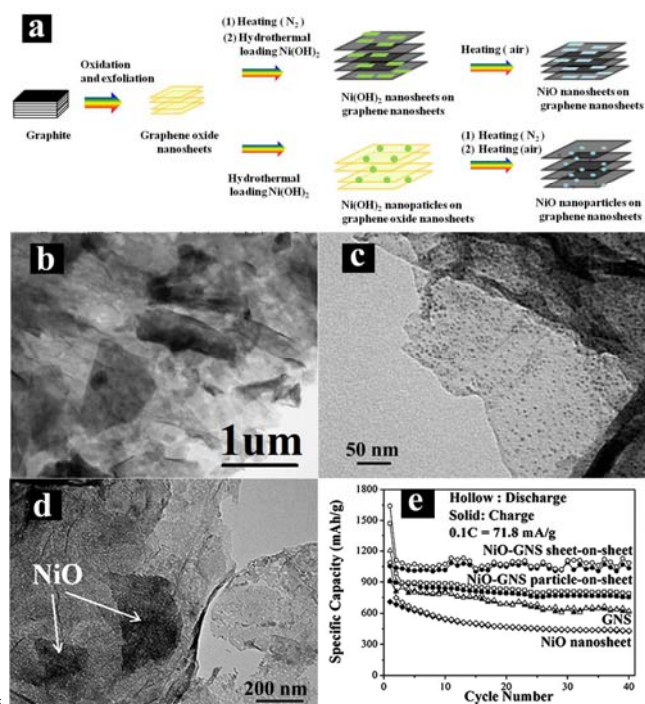 a
(1) Heating ( N2 )
(2) Hydrothermal
loading Ni(OH)2
Oxidation
and exfoliation
Heating ( air)
Graphite
Graphene oxide
nanosheets
Ni(OH)2 nanosheets on
graphene nanosheets
NiO nanosheets on
graphene nanosheets
Hydrothermal
loading Ni(OH)2
(1) Heating (N2)
(2) Heating (air)
Ni(OH)2 nanopaticles on
graphene oxide nanosheets
NiO nanoparticles on
graphene nanosheets
b
1um
c
50 nm
d
NiO
200 nm
e
Hollow : Discharge
Solid: Charge
0.1C = 71.8 mA/g
NiO-GNS sheet-on-sheet
NiO-GNS particle-on-sheet
GNS
NiO nanosheet
Specific Capacity (mAh/g)
1800
1500
1200
900
600
300
0
0 10 20 30 40
Cycle Number